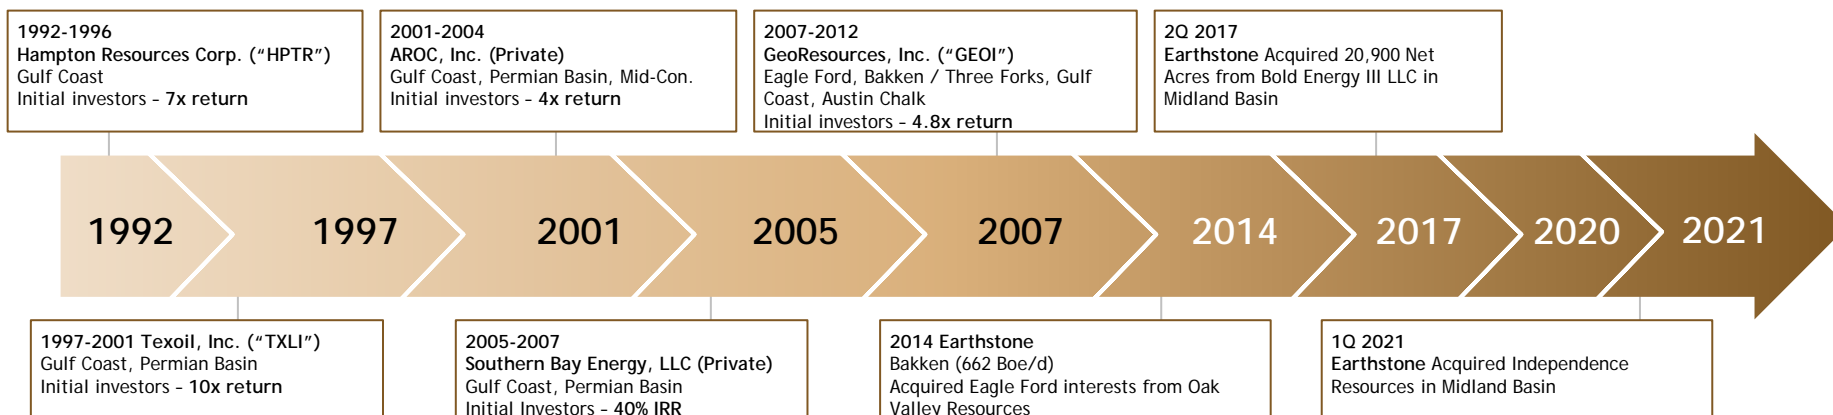 1992-1996
Hampton Resources Corp. (“HPTR”)
Gulf Coast
Initial investors – 7x return
2001-2004
AROC, Inc. (Private)
Gulf Coast, Permian Basin, Mid-Con.
Initial investors – 4x return
2007-2012
GeoResources, Inc. (“GEOI”)
Eagle Ford, Bakken / Three Forks, Gulf
Coast, Austin Chalk
Initial investors – 4.8x return
2Q 2017
Earthstone Acquired 20,900 Net
Acres from Bold Energy III LLC in
Midland Basin
1992
1997
2001
2005
2007
2014
2017
2020
2021
1997-2001 Texoil, Inc. (“TXLI”)
Gulf Coast, Permian Basin
Initial investors – 10x return
2005-2007
Southern Bay Energy, LLC (Private)
Gulf Coast, Permian Basin
Initial Investors – 40% IRR
2014 Earthstone
Bakken (662 Boe/d)
Acquired Eagle Ford interests from Oak
Valley Resources
1Q 2021
Earthstone Acquired Independence
Resources in Midland Basin